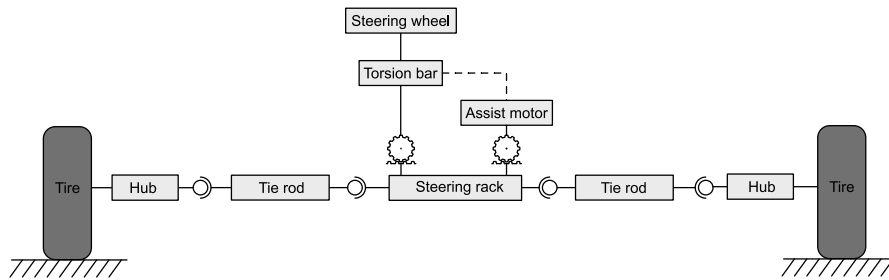 Steering wheel
Torsion bar
Assist motor
Tire
Hub
Tie rod
Steering rack
Tie rod
Hub
Tire